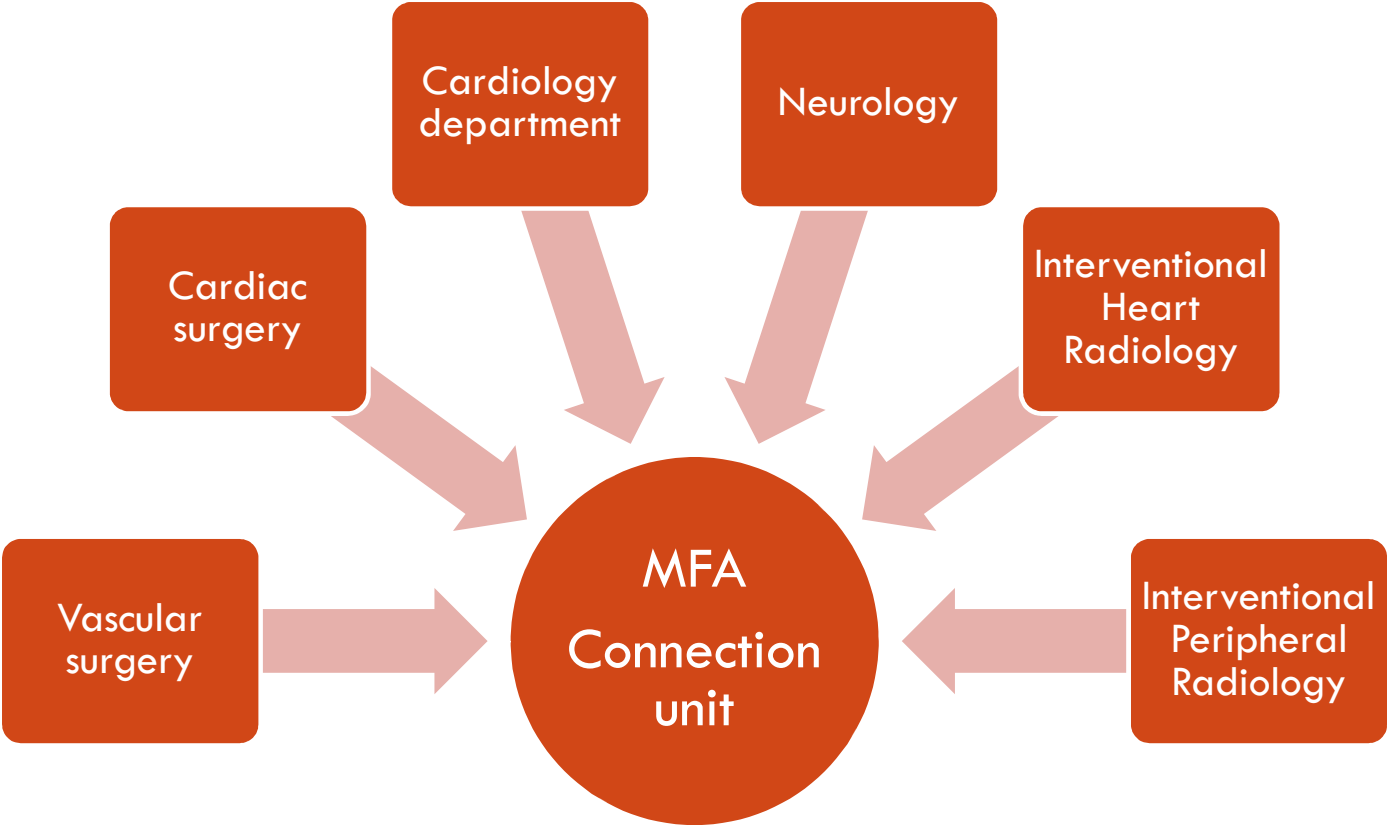 Cardiology
department
Neurology
Cardiac
surgery
Interventional
Heart
Radiology
Vascular
surgery
MFA
Connection
unit
Interventional
Peripheral
Radiology